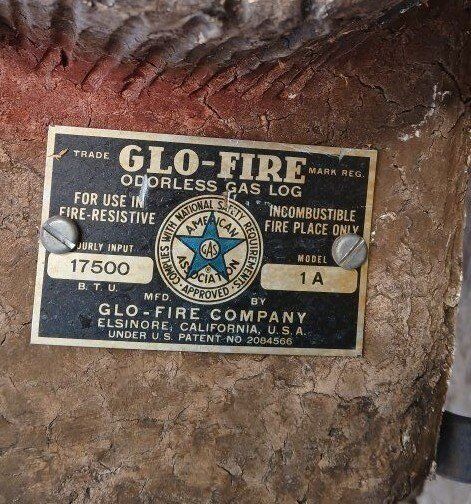 TRADE GLO-FIRE MARK REG.
ODORLESS GAS LOG
FOR USE IN
FIRE-RESISTIVE
INCOMBUSTIBLE
FIRE PLACE ONLY
COMPLIES WITH NATIONAL SAFETY REQUIREMENTS
APPROVED
AMERICAN
GAS
ASSOCIATION
OURLY INPUT
17500
B.T.U.
MODEL
1 A
MFD. BY
GLO-FIRE COMPANY
ELSINORE, CALIFORNIA, U.S.A.
UNDER U.S. PATENT NO 2084566